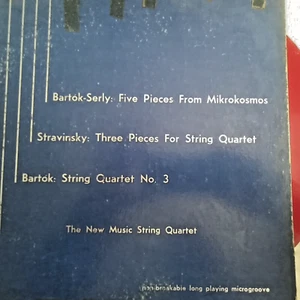 Bartok-Serly: Five Pieces From Mikrokosmos
Stravinsky: Three Pieces For String Quartet
Bartok: String Quartet No. 3
The New Music String Quartet
non-breakable long playing microgroove